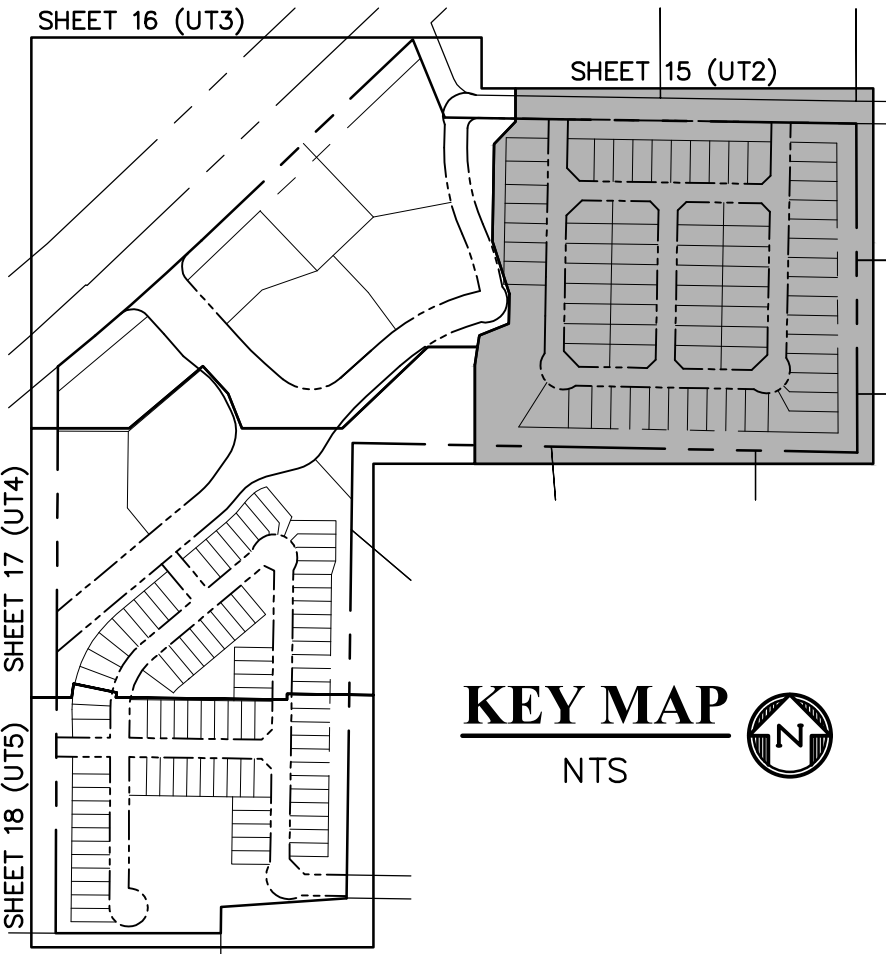 SHEET 16 (UT3)
SHEET 15 (UT2)
SHEET 17 (UT4)
SHEET 18 (UT5)
KEY MAP
NTS
N